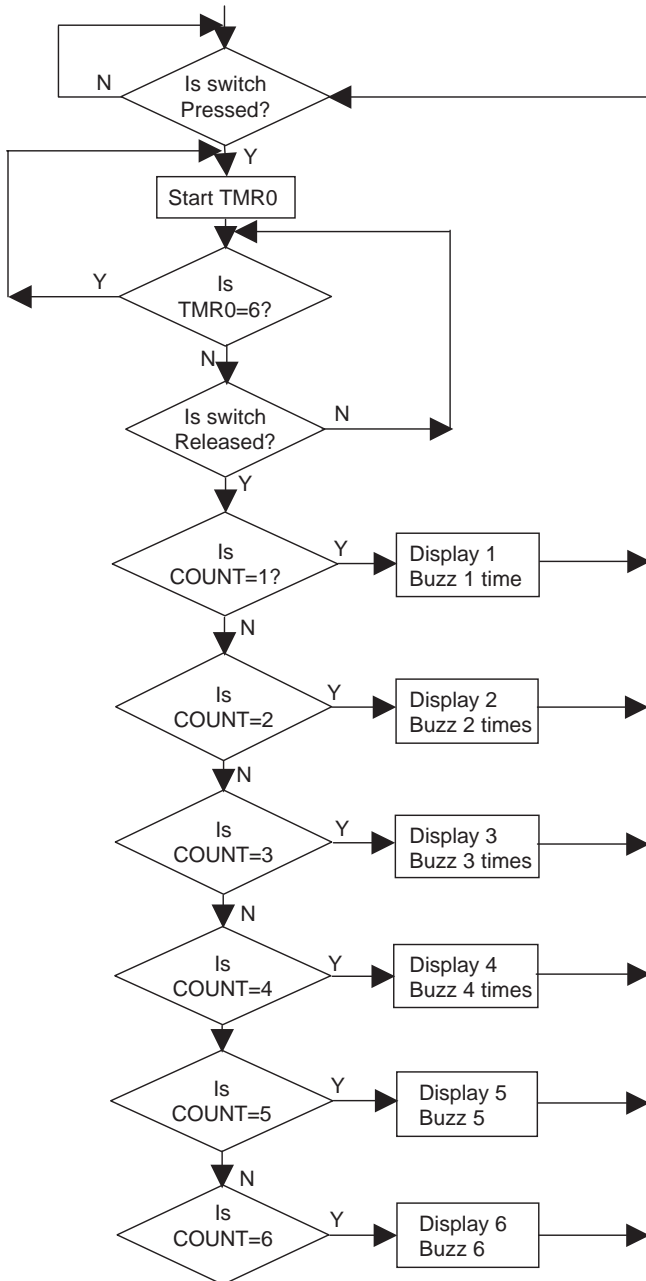 Is switch
Pressed?
N
Y
Start TMR0
Is
TMR0=6?
Y
N
Is switch
Released?
N
Y
Is
COUNT=1?
Y
Display 1
Buzz 1 time
N
Is
COUNT=2
Y
Display 2
Buzz 2 times
N
Is
COUNT=3
Y
Display 3
Buzz 3 times
N
Is
COUNT=4
Y
Display 4
Buzz 4 times
Is
COUNT=5
Y
Display 5
Buzz 5
N
Is
COUNT=6
Y
Display 6
Buzz 6